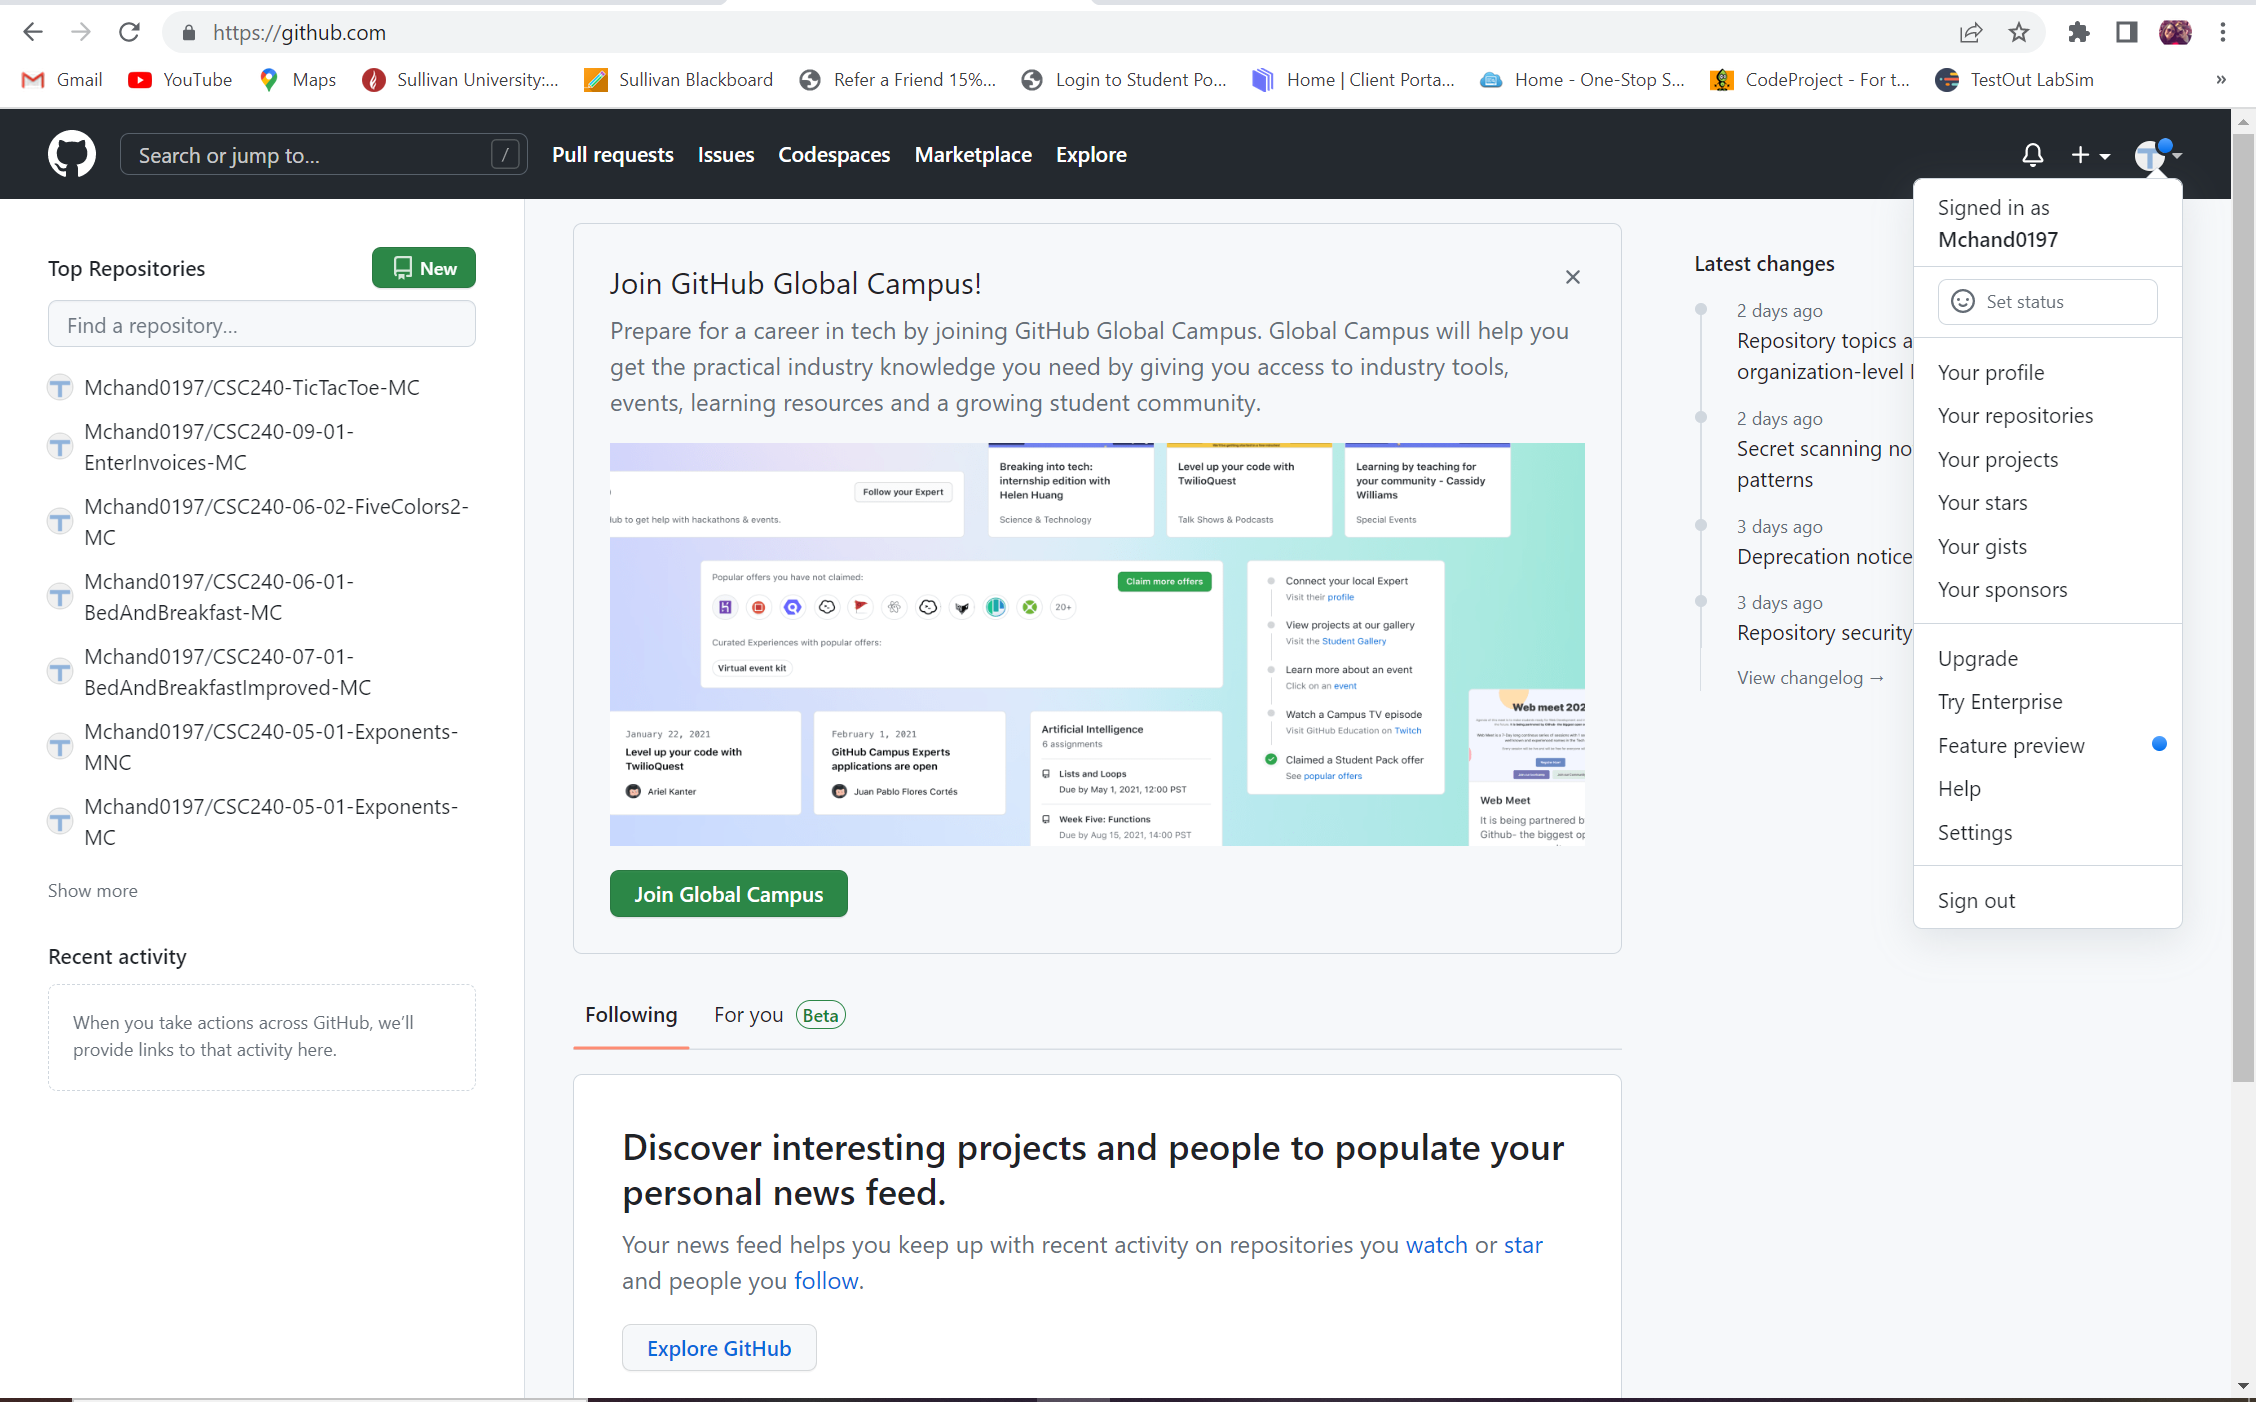 https://github.com
Gmail
YouTube
Maps
Sullivan University:...
Sullivan Blackboard
Refer a Friend 15%...
Login to Student Po...
Home | Client Porta...
Home - One-Stop S...
CodeProject - For t...
TestOut LabSim
»
Search or jump to...
/
Pull requests
Issues
Codespaces
Marketplace
Explore
Top Repositories
New
Find a repository...
Mchand0197/CSC240-TicTacToe-MC
Mchand0197/CSC240-09-01-
EnterInvoices-MC
Mchand0197/CSC240-06-02-FiveColors2-
MC
Mchand0197/CSC240-06-01-
BedAndBreakfast-MC
Mchand0197/CSC240-07-01-
BedAndBreakfastImproved-MC
Mchand0197/CSC240-05-01-Exponents-
MNC
Mchand0197/CSC240-05-01-Exponents-
MC
Show more
Recent activity
When you take actions across GitHub, we’ll
provide links to that activity here.
Join GitHub Global Campus!
Prepare for a career in tech by joining GitHub Global Campus. Global Campus will help you
get the practical industry knowledge you need by giving you access to industry tools,
events, learning resources and a growing student community.
Follow your Expert
to get help with hackathons & events.
Breaking into tech:
internship edition with
Helen Huang
Science & Technology
Level up your code with
TwilioQuest
Talk Shows & Podcasts
Learning by teaching for
your community - Cassidy
Williams
Special Events
Popular offers you have not claimed:
Claim more offers
20+
Curated Experiences with popular offers:
Virtual event kit
Connect your local Expert
Visit their profile
View projects at our gallery
Visit the Student Gallery
Learn more about an event
Click on an event
Watch a Campus TV episode
Visit GitHub Education on Twitch
Claimed a Student Pack offer
See popular offers
January 22, 2021
Level up your code with
TwilioQuest
Ariel Kanter
February 1, 2021
GitHub Campus Experts
applications are open
Juan Pablo Flores Cortés
Artificial Intelligence
6 assignments
Lists and Loops
Due by May 1, 2021, 12:00 PST
Week Five: Functions
Due by Aug 15, 2021, 14:00 PST
Web meet 202
Web Meet
It is being partnered b
Github- the biggest op
Join Global Campus
Following
For you
Beta
Discover interesting projects and people to populate your
personal news feed.
Your news feed helps you keep up with recent activity on repositories you watch or star
and people you follow.
Explore GitHub
Latest changes
2 days ago
Repository topics a
organization-level
2 days ago
Secret scanning no
patterns
3 days ago
Deprecation notice
3 days ago
Repository security
View changelog →
Signed in as
Mchand0197
Set status
Your profile
Your repositories
Your projects
Your stars
Your gists
Your sponsors
Upgrade
Try Enterprise
Feature preview
Help
Settings
Sign out